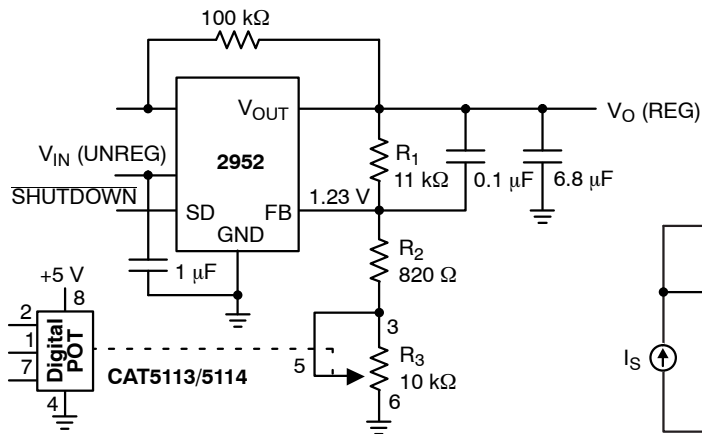 100 kΩ
V_OUT
V_O (REG)
V_IN (UNREG)
2952
R_1
11 kΩ
0.1 μF
6.8 μF
SHUTDOWN
1.23 V
SD
FB
GND
R_2
820 Ω
1 μF
+5 V
8
2
1
7
4
Digital
POT
CAT5113/5114
3
5
R_3
10 kΩ
6
I_S